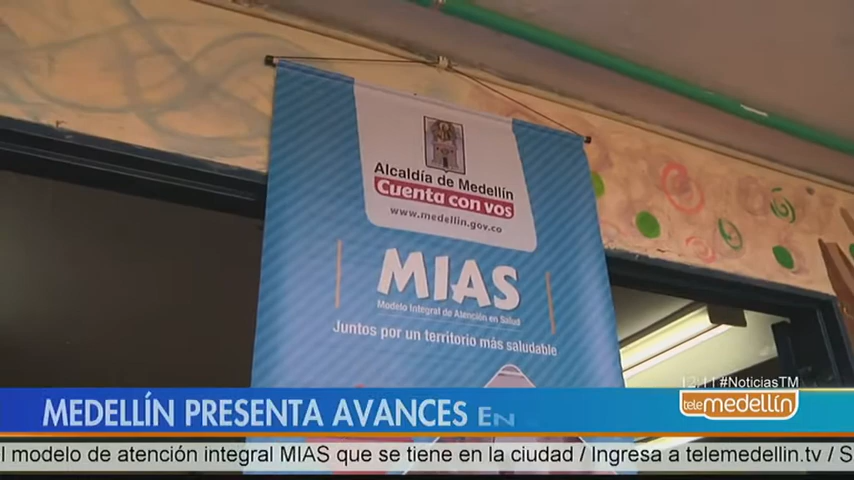 Alcaldía de Medellín
Cuenta con vos
www.medellin.gov.co
MIAS
Modelo Integral de Atención en Salud
Juntos por un territorio más saludable
12:11 #NoticiasTM
telemedellín
MEDELLÍN PRESENTA AVANCES EN
l modelo de atención integral MIAS que se tiene en la ciudad / Ingresa a telemedellin.tv / S